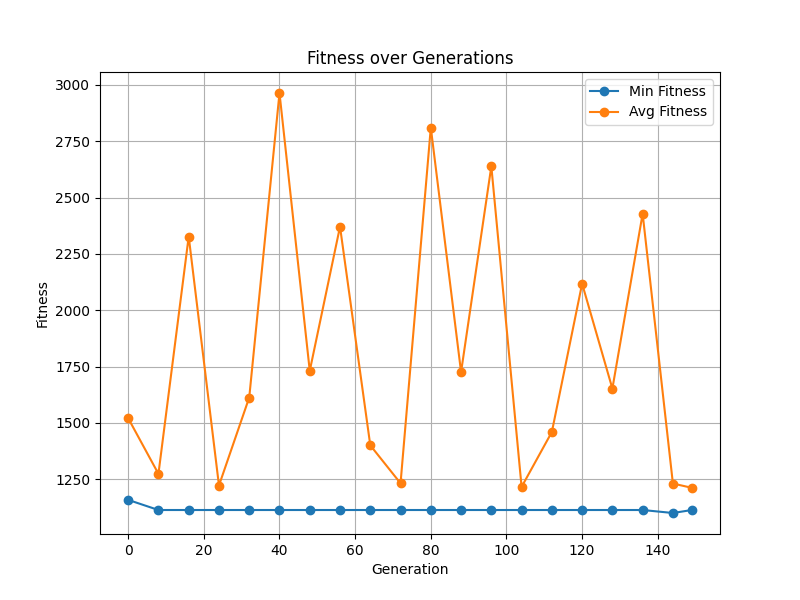 Fitness over Generations
Min Fitness
Avg Fitness
3000
2750
2500
2250
2000
1750
1500
1250
Fitness
0 20 40 60 80 100 120 140
Generation